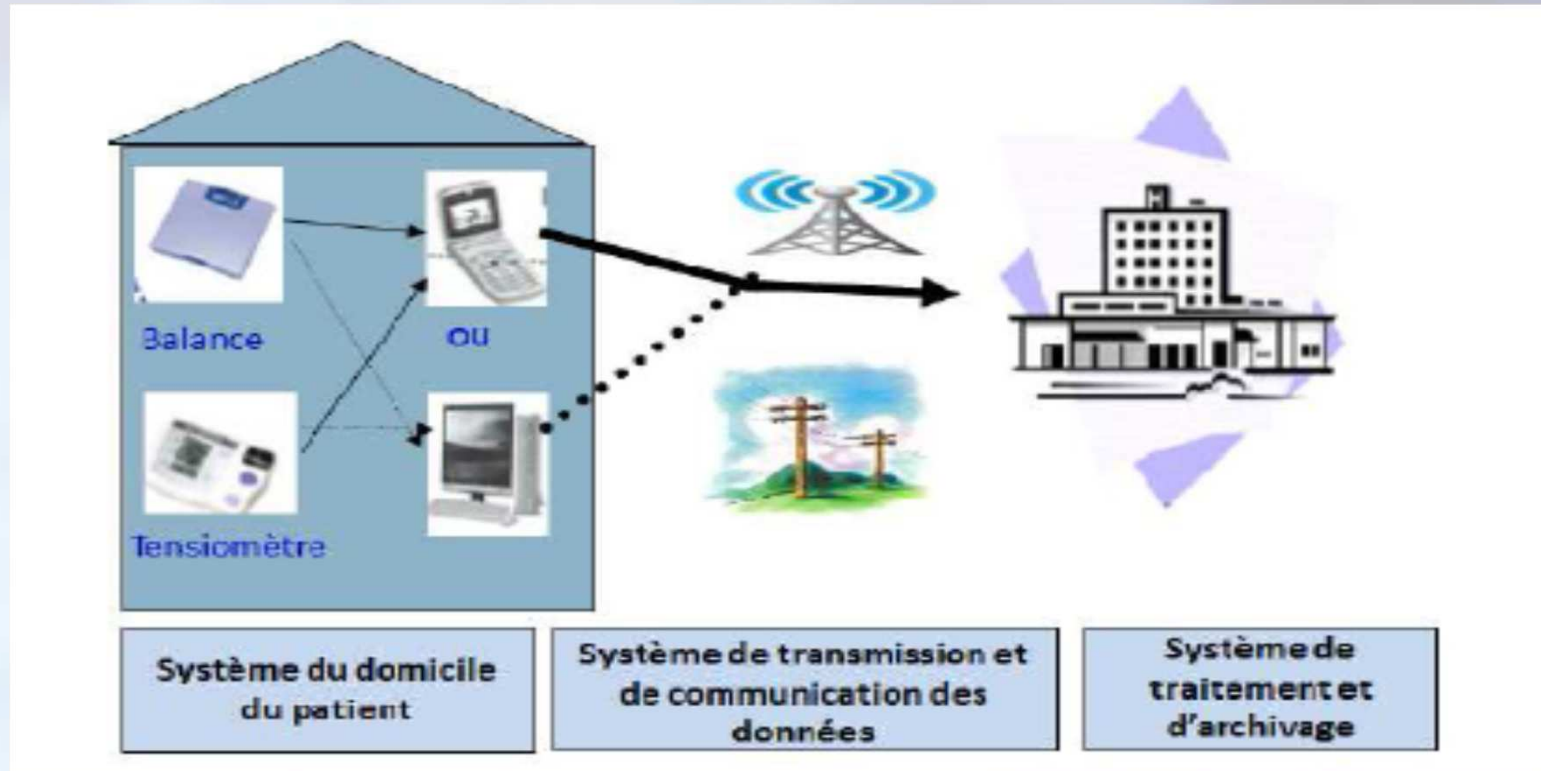 Balance
ou
Tensiomètre
Système du domicile
du patient
Système de transmission et
de communication des
données
Système de
traitement et
d'archivage